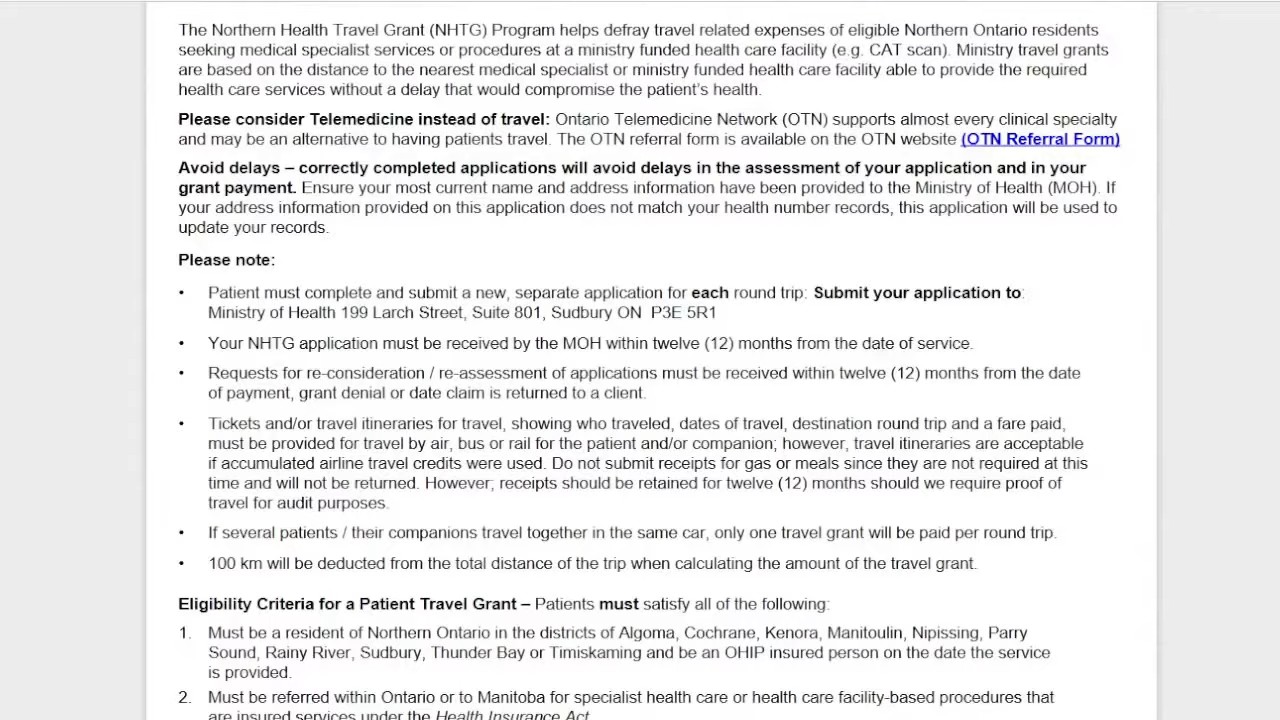 The Northern Health Travel Grant (NHTG) Program helps defray travel related expenses of eligible Northern Ontario residents
seeking medical specialist services or procedures at a ministry funded health care facility (e.g. CAT scan). Ministry travel grants
are based on the distance to the nearest medical specialist or ministry funded health care facility able to provide the required
health care services without a delay that would compromise the patient's health.
Please consider Telemedicine instead of travel: Ontario Telemedicine Network (OTN) supports almost every clinical specialty
and may be an alternative to having patients travel. The OTN referral form is available on the OTN website (OTN Referral Form)
Avoid delays – correctly completed applications will avoid delays in the assessment of your application and in your
grant payment. Ensure your most current name and address information have been provided to the Ministry of Health (MOH). If
your address information provided on this application does not match your health number records, this application will be used to
update your records.
Please note:
• Patient must complete and submit a new, separate application for each round trip: Submit your application to:
Ministry of Health 199 Larch Street, Suite 801, Sudbury ON P3E 5R1
• Your NHTG application must be received by the MOH within twelve (12) months from the date of service.
• Requests for re-consideration / re-assessment of applications must be received within twelve (12) months from the date
of payment, grant denial or date claim is returned to a client.
• Tickets and/or travel itineraries for travel, showing who traveled, dates of travel, destination round trip and a fare paid,
must be provided for travel by air, bus or rail for the patient and/or companion; however, travel itineraries are acceptable
if accumulated airline travel credits were used. Do not submit receipts for gas or meals since they are not required at this
time and will not be returned. However; receipts should be retained for twelve (12) months should we require proof of
travel for audit purposes.
• If several patients / their companions travel together in the same car, only one travel grant will be paid per round trip.
• 100 km will be deducted from the total distance of the trip when calculating the amount of the travel grant.
Eligibility Criteria for a Patient Travel Grant – Patients must satisfy all of the following:
1. Must be a resident of Northern Ontario in the districts of Algoma, Cochrane, Kenora, Manitoulin, Nipissing, Parry
Sound, Rainy River, Sudbury, Thunder Bay or Timiskaming and be an OHIP insured person on the date the service
is provided.
2. Must be referred within Ontario or to Manitoba for specialist health care or health care facility-based procedures that
are insured services under the Health Insurance Act